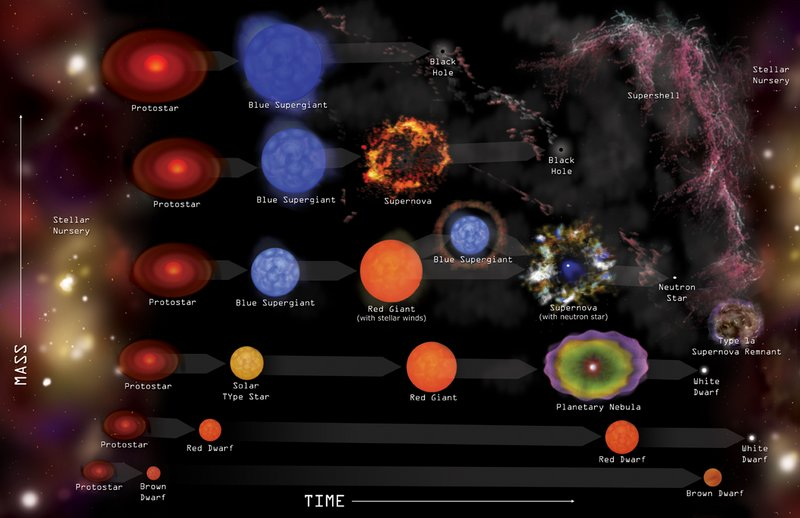 Protostar
Blue Supergiant
Black
Hole
Supershell
Stellar
Nursery
Protostar
Blue Supergiant
Supernova
Black
Hole
Stellar
Nursery
Protostar
Blue Supergiant
Red Giant
(with stellar winds)
Blue Supergiant
Supernova
(with neutron star)
Neutron
Star
Type 1a
Supernova Remnant
MASS
Protostar
Solar
TYpe Star
Red Giant
Planetary Nebula
White
Dwarf
Protostar
Red Dwarf
Red Dwarf
White
Dwarf
Protostar
Brown
Dwarf
Brown Dwarf
TIME